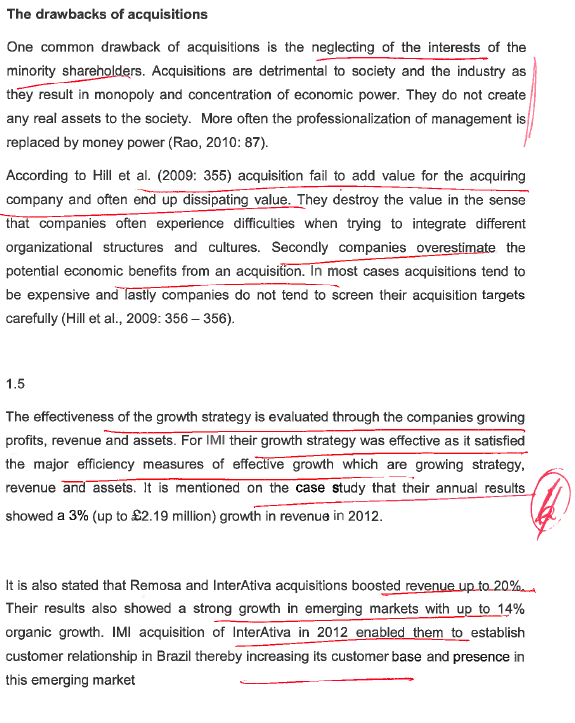 The drawbacks of acquisitions
One common drawback of acquisitions is the neglecting of the interests of the
minority shareholders. Acquisitions are detrimental to society and the industry as
they result in monopoly and concentration of economic power. They do not create
any real assets to the society. More often the professionalization of management is
replaced by money power (Rao, 2010: 87).
According to Hill et al. (2009: 355) acquisition fail to add value for the acquiring
company and often end up dissipating value. They destroy the value in the sense
that companies often experience difficulties when trying to integrate different
organizational structures and cultures. Secondly companies overestimate the
potential economic benefits from an acquisition. In most cases acquisitions tend to
be expensive and lastly companies do not tend to screen their acquisition targets
carefully (Hill et al., 2009: 356 – 356).
1.5
The effectiveness of the growth strategy is evaluated through the companies growing
profits, revenue and assets. For IMI their growth strategy was effective as it satisfied
the major efficiency measures of effective growth which are growing strategy,
revenue and assets. It is mentioned on the case study that their annual results
showed a 3% (up to £2.19 million) growth in revenue in 2012.
It is also stated that Remosa and InterAtiva acquisitions boosted revenue up to 20%.
Their results also showed a strong growth in emerging markets with up to 14%
organic growth. IMI acquisition of InterAtiva in 2012 enabled them to establish
customer relationship in Brazil thereby increasing its customer base and presence in
this emerging market